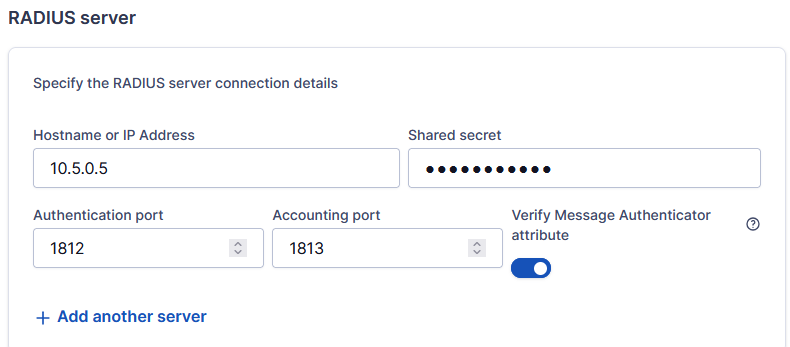 RADIUS server
Specify the RADIUS server connection details
Hostname or IP Address
Shared secret
10.5.0.5
●●●●●●●●●●●
Authentication port
Accounting port
Verify Message Authenticator
attribute
1812
1813
+ Add another server